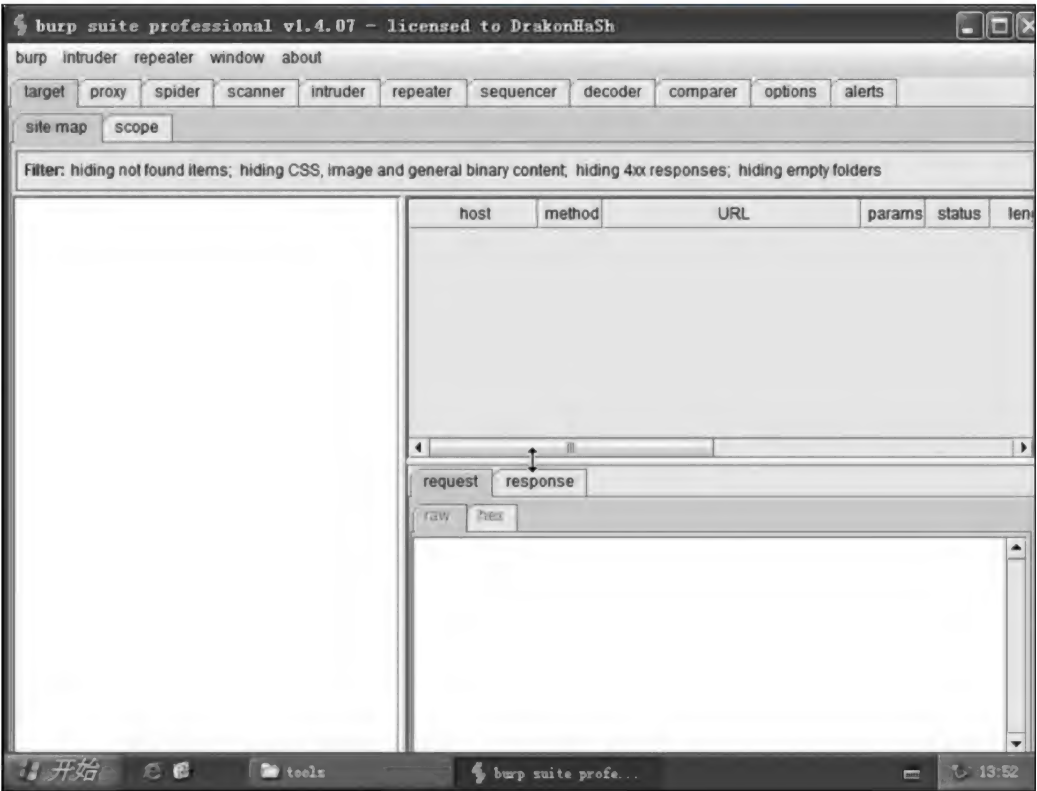 burp suite professional v1.4.07 - licensed to DrakonHaSh
burp intruder repeater window about
target proxy spider scanner intruder repeater sequencer decoder comparer options alerts
site map scope
Filter: hiding not found items; hiding CSS, image and general binary content; hiding 4xx responses; hiding empty folders
host method URL params status leng
request response
raw hex
开始 tools burp suite profe... 13:52